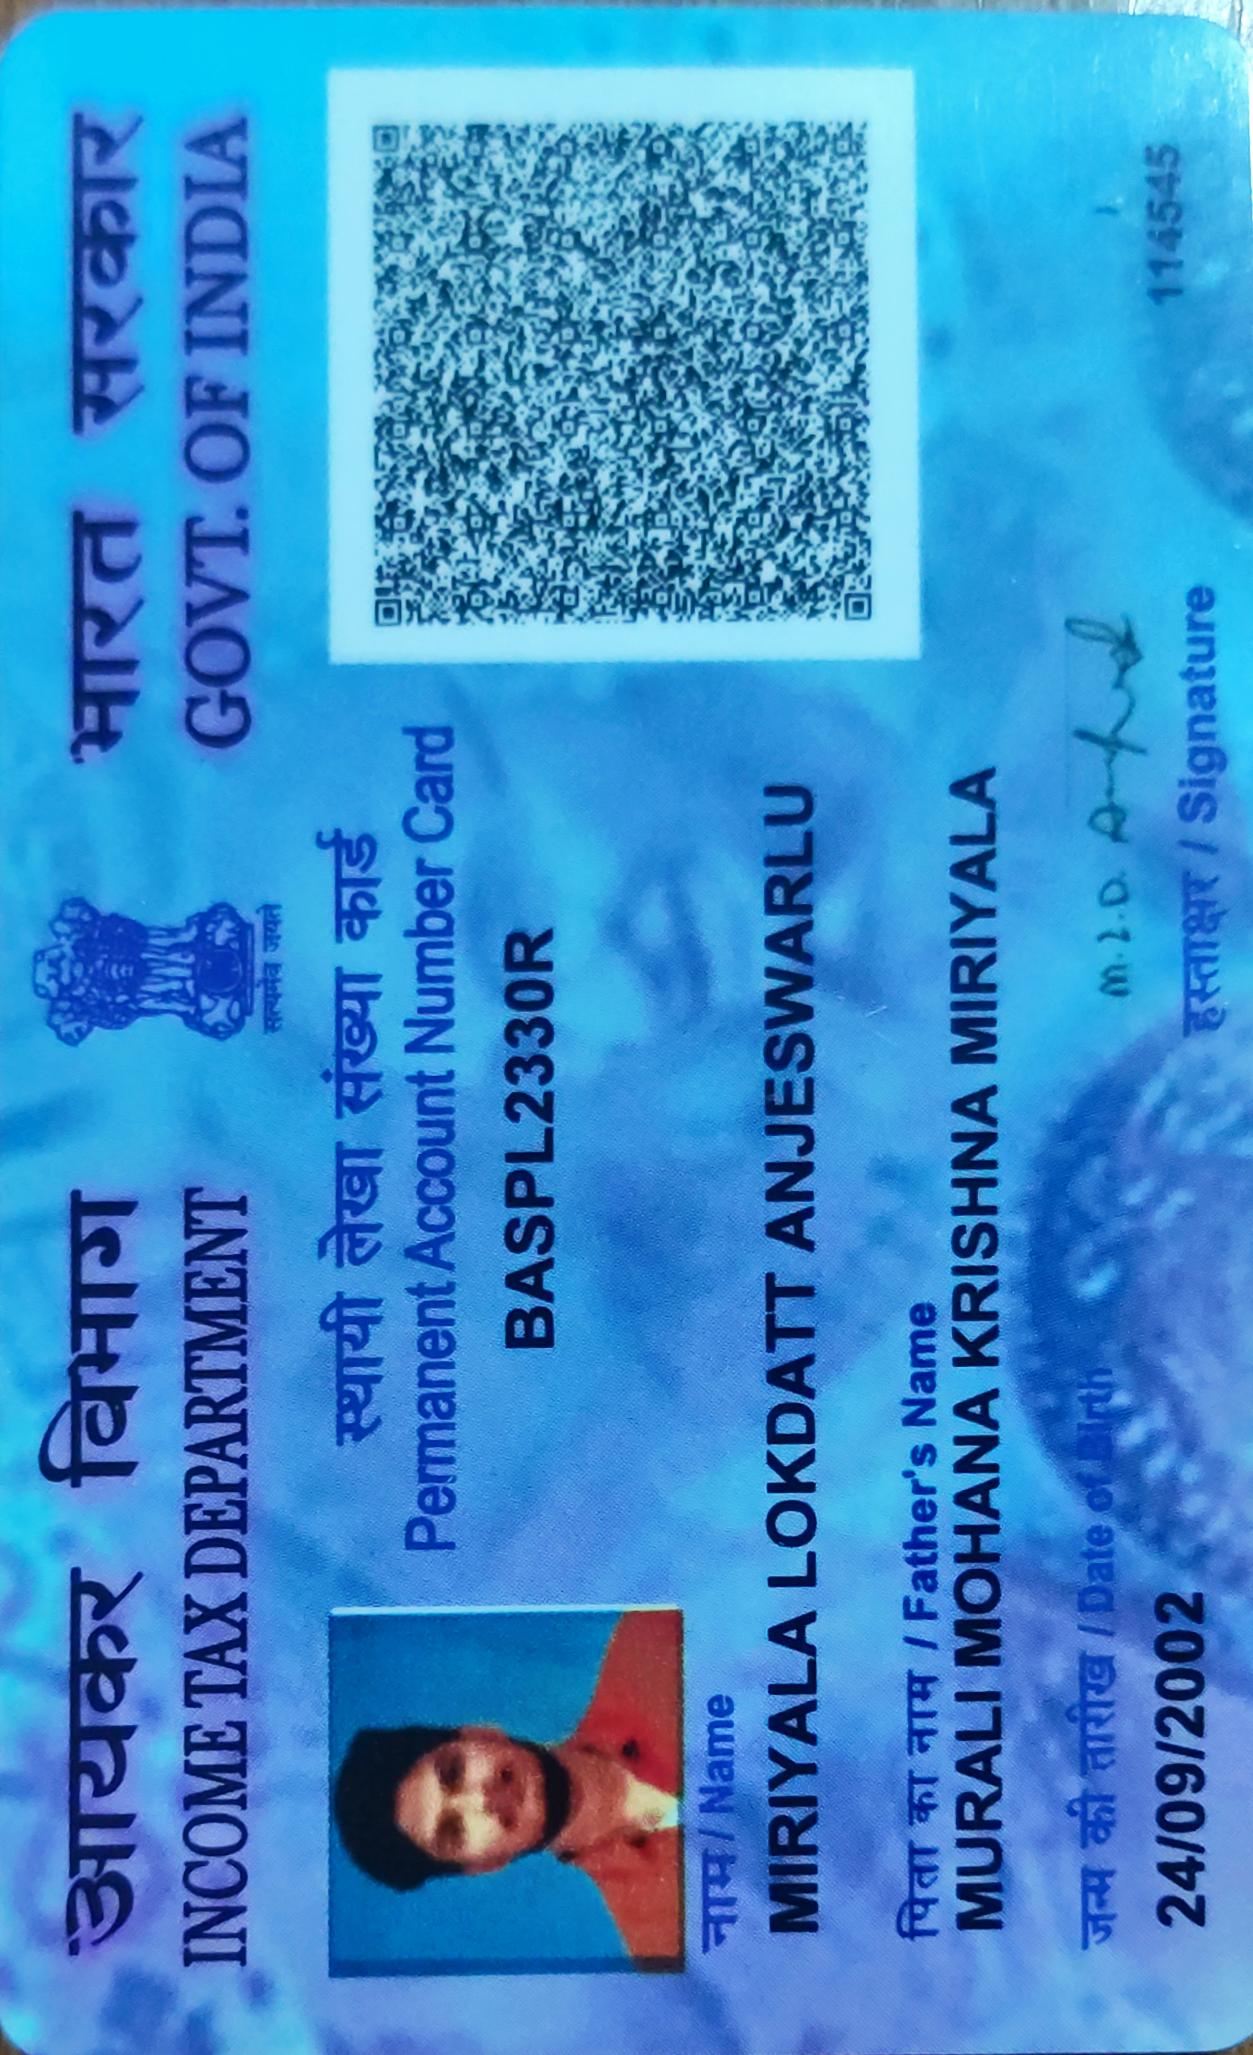 आयकर विभाग
INCOME TAX DEPARTMENT
सत्यमेव जयते
भारत सरकार
GOVT. OF INDIA
स्थायी लेखा संख्या कार्ड
Permanent Account Number Card
BASPL2330R
नाम / Name
MIRIYALA LOKDATT ANJESWARLU
पिता का नाम / Father's Name
MURALI MOHANA KRISHNA MIRIYALA
जन्म की तारीख / Date of Birth
24/09/2002
M.L.D.
हस्ताक्षर / Signature
114545